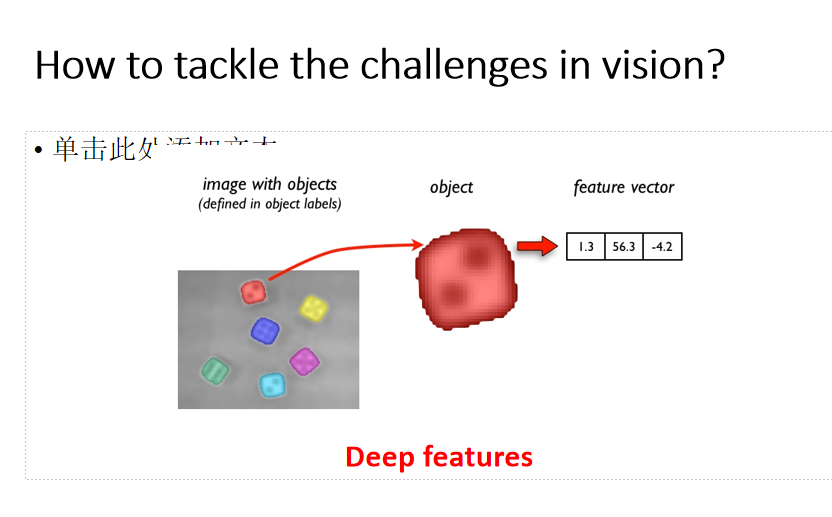 How to tackle the challenges in vision?
• 单击此处
image with objects
(defined in object labels)
object
feature vector
1.3 56.3 -4.2
Deep features